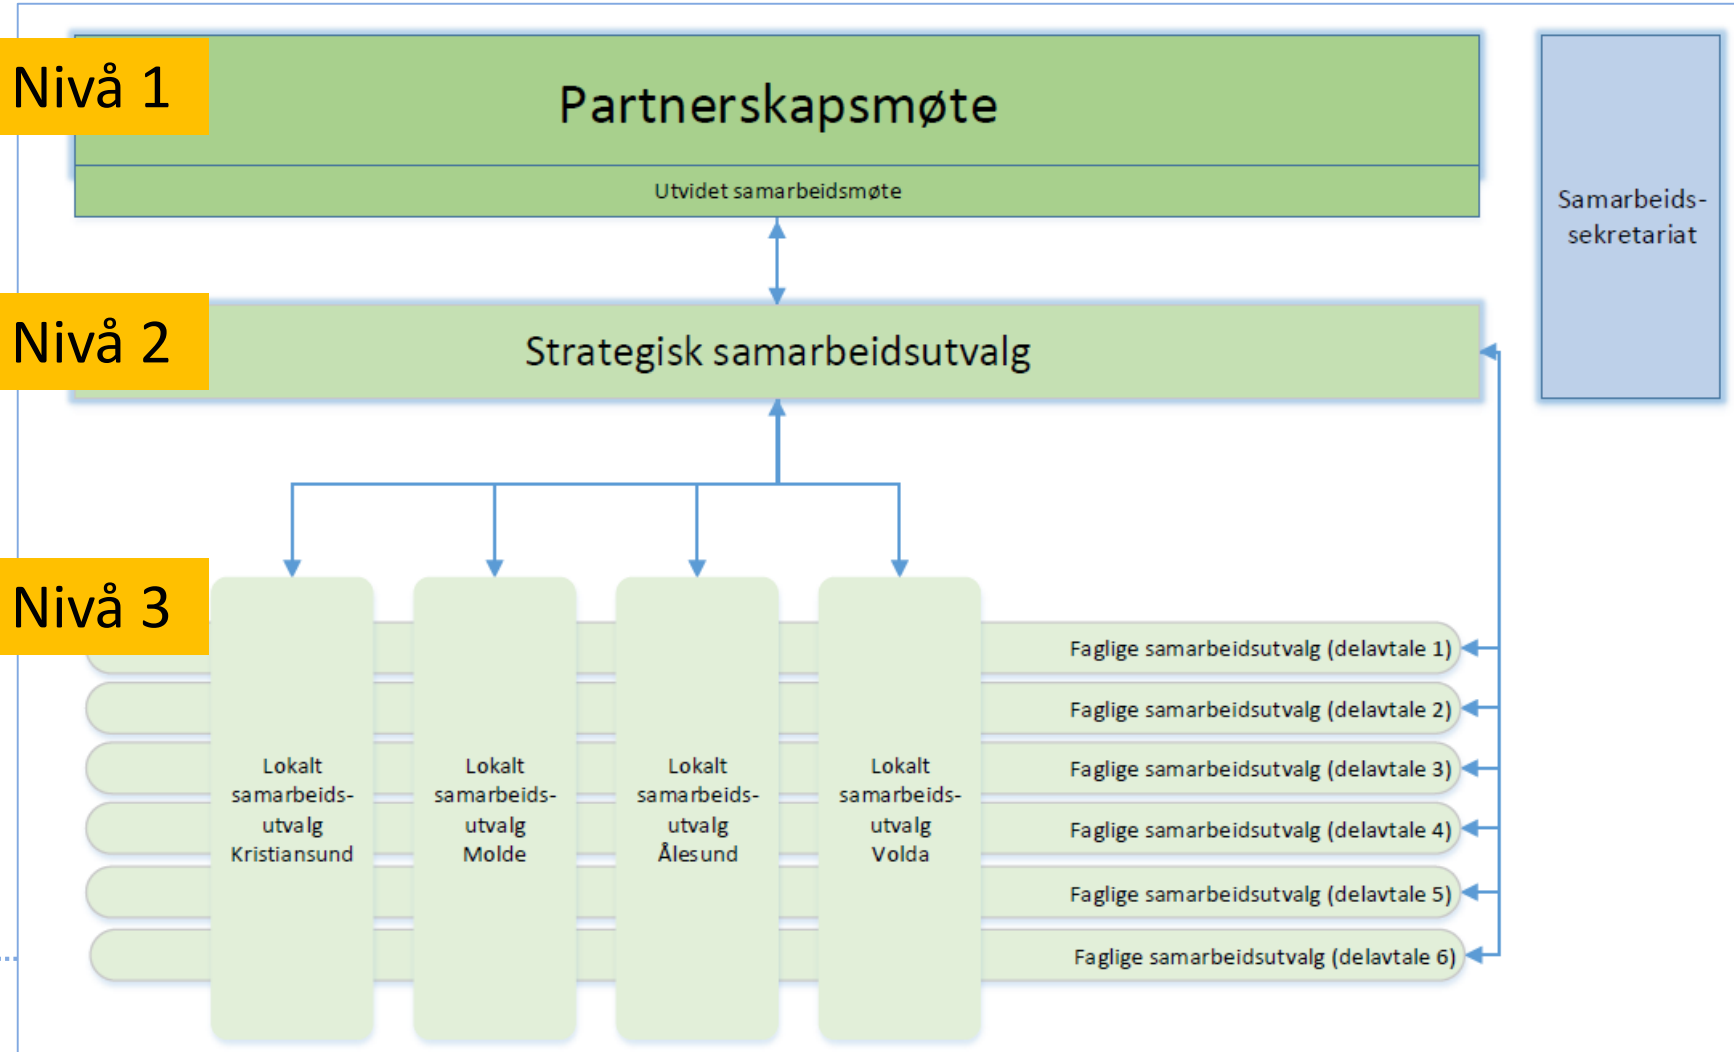 Nivå 1
Partnerskapsmøte
Utvidet samarbeidsmøte
Samarbeids-
sekretariat
Nivå 2
Strategisk samarbeidsutvalg
Nivå 3
Lokalt
samarbeids-
utvalg
Kristiansund
Lokalt
samarbeids-
utvalg
Molde
Lokalt
samarbeids-
utvalg
Ålesund
Lokalt
samarbeids-
utvalg
Volda
Faglige samarbeidsutvalg (delavtale 1)
Faglige samarbeidsutvalg (delavtale 2)
Faglige samarbeidsutvalg (delavtale 3)
Faglige samarbeidsutvalg (delavtale 4)
Faglige samarbeidsutvalg (delavtale 5)
Faglige samarbeidsutvalg (delavtale 6)